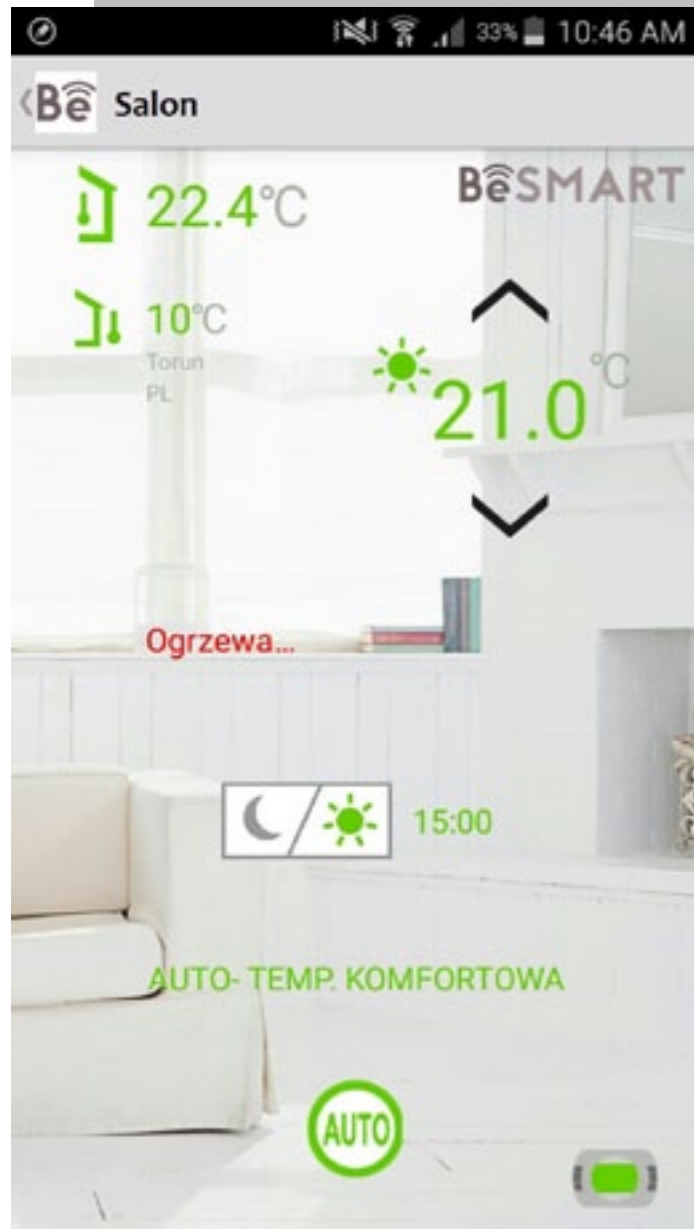 33% 10:46 AM
Be Salon
22.4°C
BeSMART
10°C
Torun
PL
21.0 °C
Ogrzewa...
15:00
AUTO- TEMP. KOMFORTOWA
AUTO